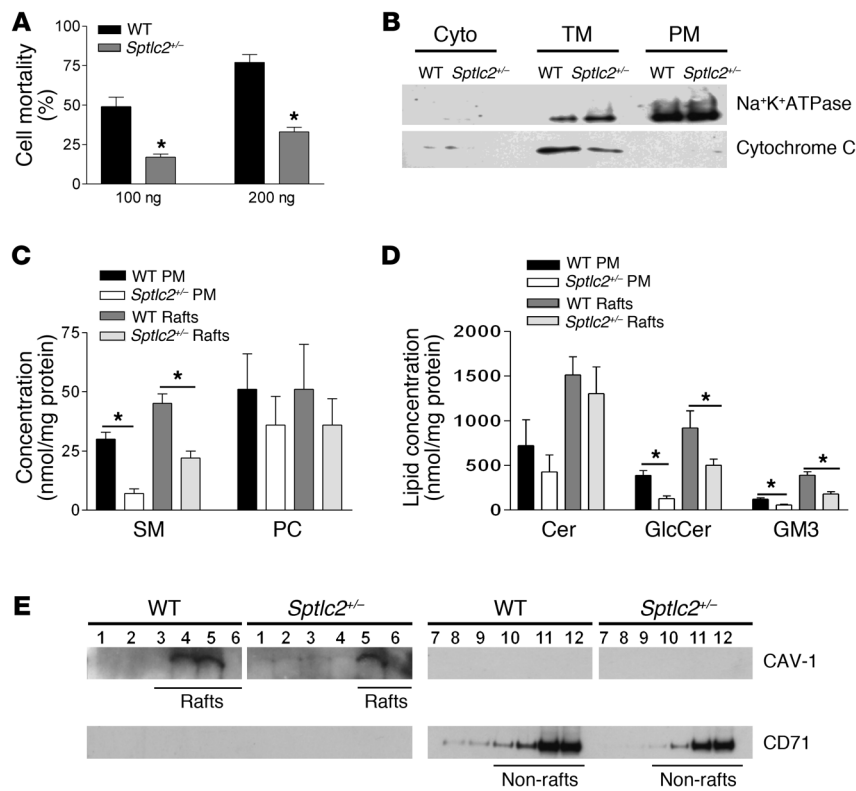 A
WT
Sptlc2+/–
Cell mortality
(%)
100
75
50
25
0
*
*
100 ng
200 ng
B
Cyto
TM
PM
WT Sptlc2+/– WT Sptlc2+/– WT Sptlc2+/–
Na+K+ATPase
Cytochrome C
C
WT PM
Sptlc2+/– PM
WT Rafts
Sptlc2+/– Rafts
Concentration
(nmol/mg protein)
75
50
25
0
*
*
SM
PC
D
WT PM
Sptlc2+/– PM
WT Rafts
Sptlc2+/– Rafts
Lipid concentration
(nmol/mg protein)
2000
1500
1000
500
0
*
*
*
*
Cer
GlcCer
GM3
E
WT Sptlc2+/– WT Sptlc2+/–
1 2 3 4 5 6 1 2 3 4 5 6 7 8 9 10 11 12 7 8 9 10 11 12
CAV-1
Rafts Rafts
CD71
Non-rafts Non-rafts